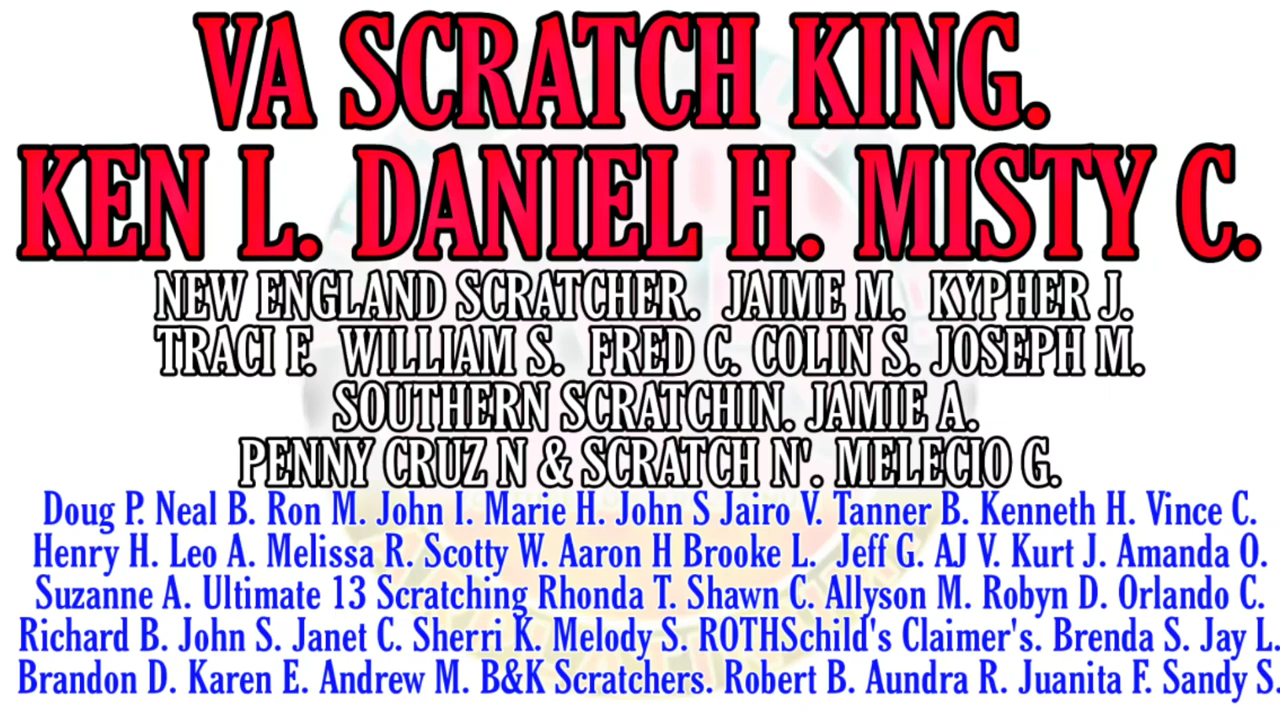 VA SCRATCH KING.
KEN L. DANIEL H. MISTY C.
NEW ENGLAND SCRATCHER. JAIME M. KYPHER J.
TRACI F. WILLIAM S. FRED C. COLIN S. JOSEPH M.
SOUTHERN SCRATCHIN. JAMIE A.
PENNY CRUZ N & SCRATCH N'. MELECIO G.
Doug P. Neal B. Ron M. John I. Marie H. John S Jairo V. Tanner B. Kenneth H. Vince C.
Henry H. Leo A. Melissa R. Scotty W. Aaron H Brooke L. Jeff G. AJ V. Kurt J. Amanda O.
Suzanne A. Ultimate 13 Scratching Rhonda T. Shawn C. Allyson M. Robyn D. Orlando C.
Richard B. John S. Janet C. Sherri K. Melody S. ROTHSchild's Claimer's. Brenda S. Jay L.
Brandon D. Karen E. Andrew M. B&K Scratchers. Robert B. Aundra R. Juanita F. Sandy S.